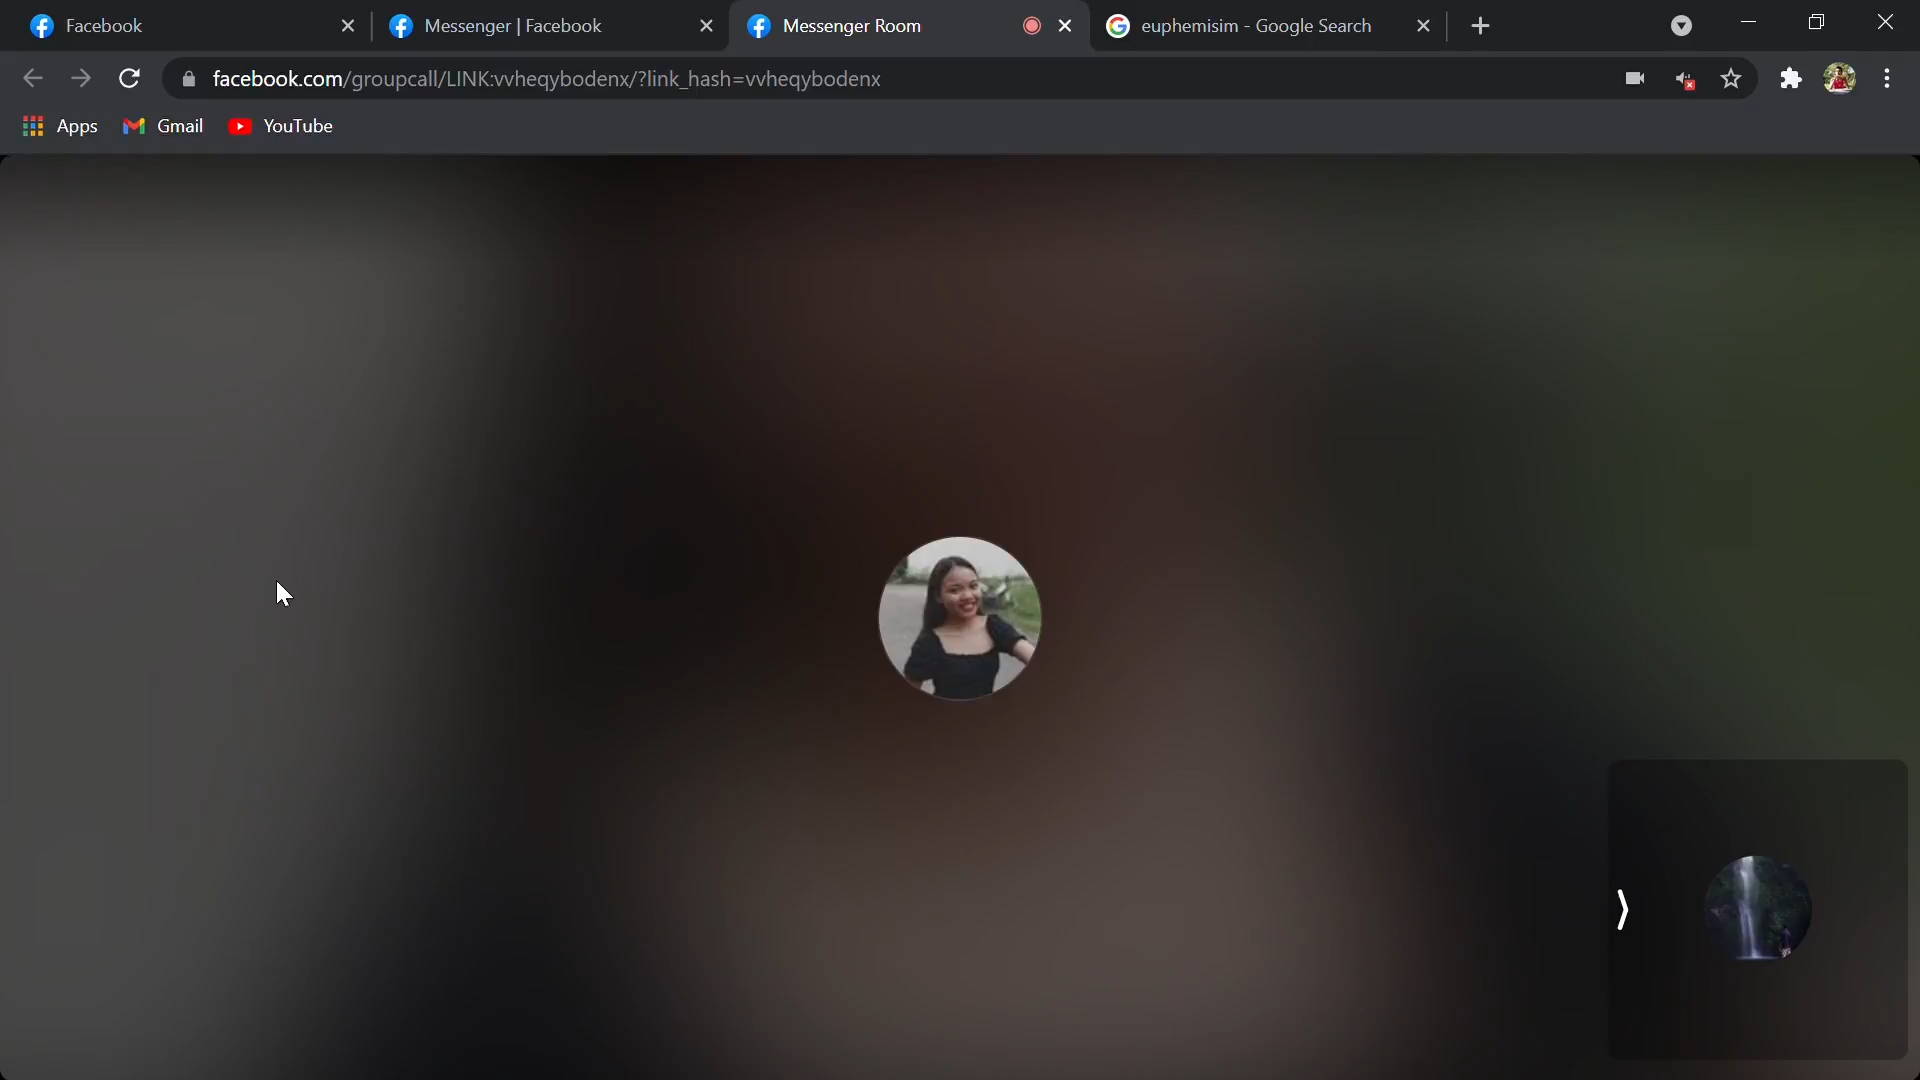 Facebook
Messenger | Facebook
Messenger Room
euphemisim - Google Search
facebook.com/groupcall/LINK:vvheqybodenx/?link_hash=vvheqybodenx
Apps
Gmail
YouTube